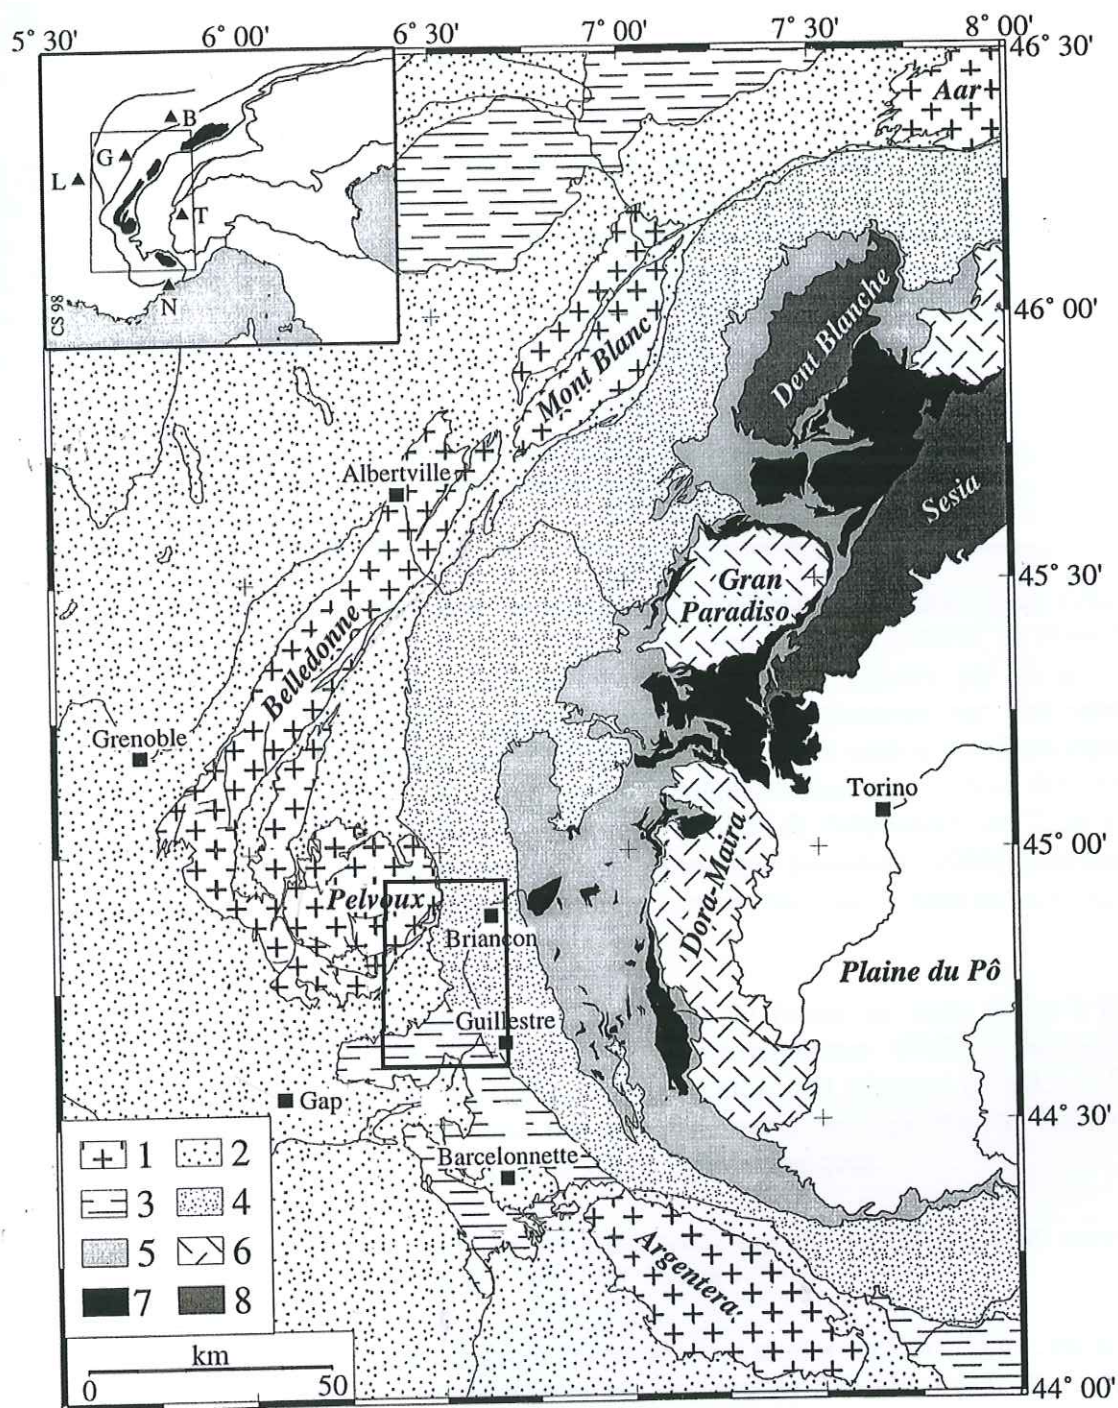 5° 30'
6° 00'
6° 30'
7° 00'
7° 30'
8° 00'
46° 30'
B
G
L
T
N
CS 98
Aar
46° 00'
Dent Blanche
Mont Blanc
Albertville
Sesia
Gran
Paradiso
45° 30'
Belledonne
Grenoble
Torino
Dora-Maira
45° 00'
Pelvoux
Briançon
Plaine du Pô
Guillestre
Gap
44° 30'
Barcelonnette
Argentera
1 2
3 4
5 6
7 8
km
0 50
44° 00'